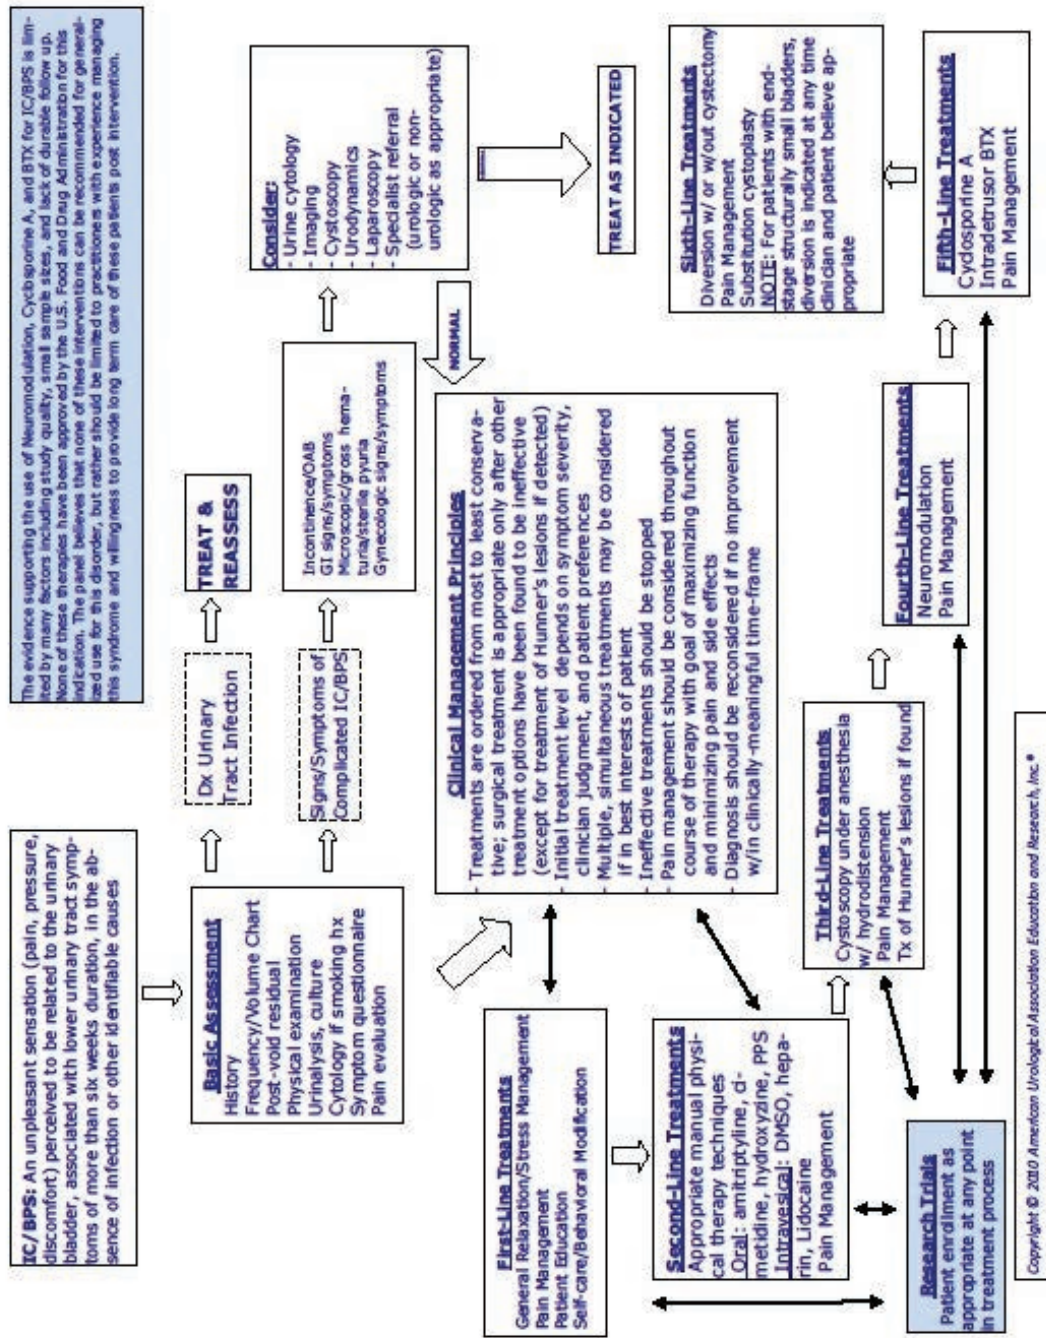 IC/BPS: An unpleasant sensation (pain, pressure,
discomfort) perceived to be related to the urinary
bladder, associated with lower urinary tract symp-
toms of more than six weeks duration, in the ab-
sence of infection or other identifiable causes
The evidence supporting the use of Neuromodulation, Cyclosporine A, and BTX for IC/BPS is lim-
ited by many factors including study quality, small sample sizes, and lack of durable follow up.
None of these therapies have been approved by the U.S. Food and Drug Administration for this
indication. The panel believes that none of these interventions can be recommended for general-
ized use for this disorder, but rather should be limited to practitioners with experience managing
this syndrome and willingness to provide long term care of these patients post intervention.
Basic Assessment
History
Frequency/Volume Chart
Post-void residual
Physical examination
Urinalysis, culture
Cytology if smoking hx
Symptom questionnaire
Pain evaluation
Dx Urinary
Tract Infection
TREAT &
REASSESS
Signs/Symptoms of
Complicated IC/BPS
Incontinence/OAB
GI signs/symptoms
Microscopic/gross hema-
turia/sterile pyuria
Gynecologic signs/symptoms
Consider:
- Urine cytology
- Imaging
- Cystoscopy
- Urodynamics
- Laparoscopy
- Specialist referral
(urologic or non-
urologic as appropriate)
NORMAL
TREAT AS INDICATED
Clinical Management Principles
- Treatments are ordered from most to least conserva-
tive; surgical treatment is appropriate only after other
treatment options have been found to be ineffective
(except for treatment of Hunner's lesions if detected)
- Initial treatment level depends on symptom severity,
clinician judgment, and patient preferences
- Multiple, simultaneous treatments may be considered
if in best interests of patient
- Ineffective treatments should be stopped
- Pain management should be considered throughout
course of therapy with goal of maximizing function
and minimizing pain and side effects
- Diagnosis should be reconsidered if no improvement
w/in clinically-meaningful time-frame
First-Line Treatments
General Relaxation/Stress Management
Pain Management
Patient Education
Self-care/Behavioral Modification
Second-Line Treatments
Appropriate manual physi-
cal therapy techniques
Oral: amitriptyline, ci-
metidine, hydroxyzine, PPS
Intravesical: DMSO, hepa-
rin, Lidocaine
Pain Management
Third-Line Treatments
Cystoscopy under anesthesia
w/ hydrodistension
Pain Management
Tx of Hunner's lesions if found
Fourth-Line Treatments
Neuromodulation
Pain Management
Fifth-Line Treatments
Cyclosporine A
Intradetrusor BTX
Pain Management
Sixth-Line Treatments
Diversion w/ or w/out cystectomy
Pain Management
Substitution cystoplasty
NOTE: For patients with end-
stage structurally small bladders,
diversion is indicated at any time
clinician and patient believe ap-
propriate
Research Trials
Patient enrollment as
appropriate at any point
in treatment process
Copyright © 2010 American Urological Association Education and Research, Inc.®